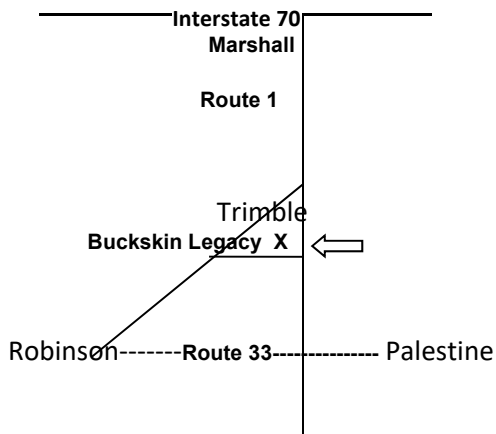 Interstate 70
Marshall
Route 1
Trimble
Buckskin Legacy X
Robinson-------Route 33--------------- Palestine